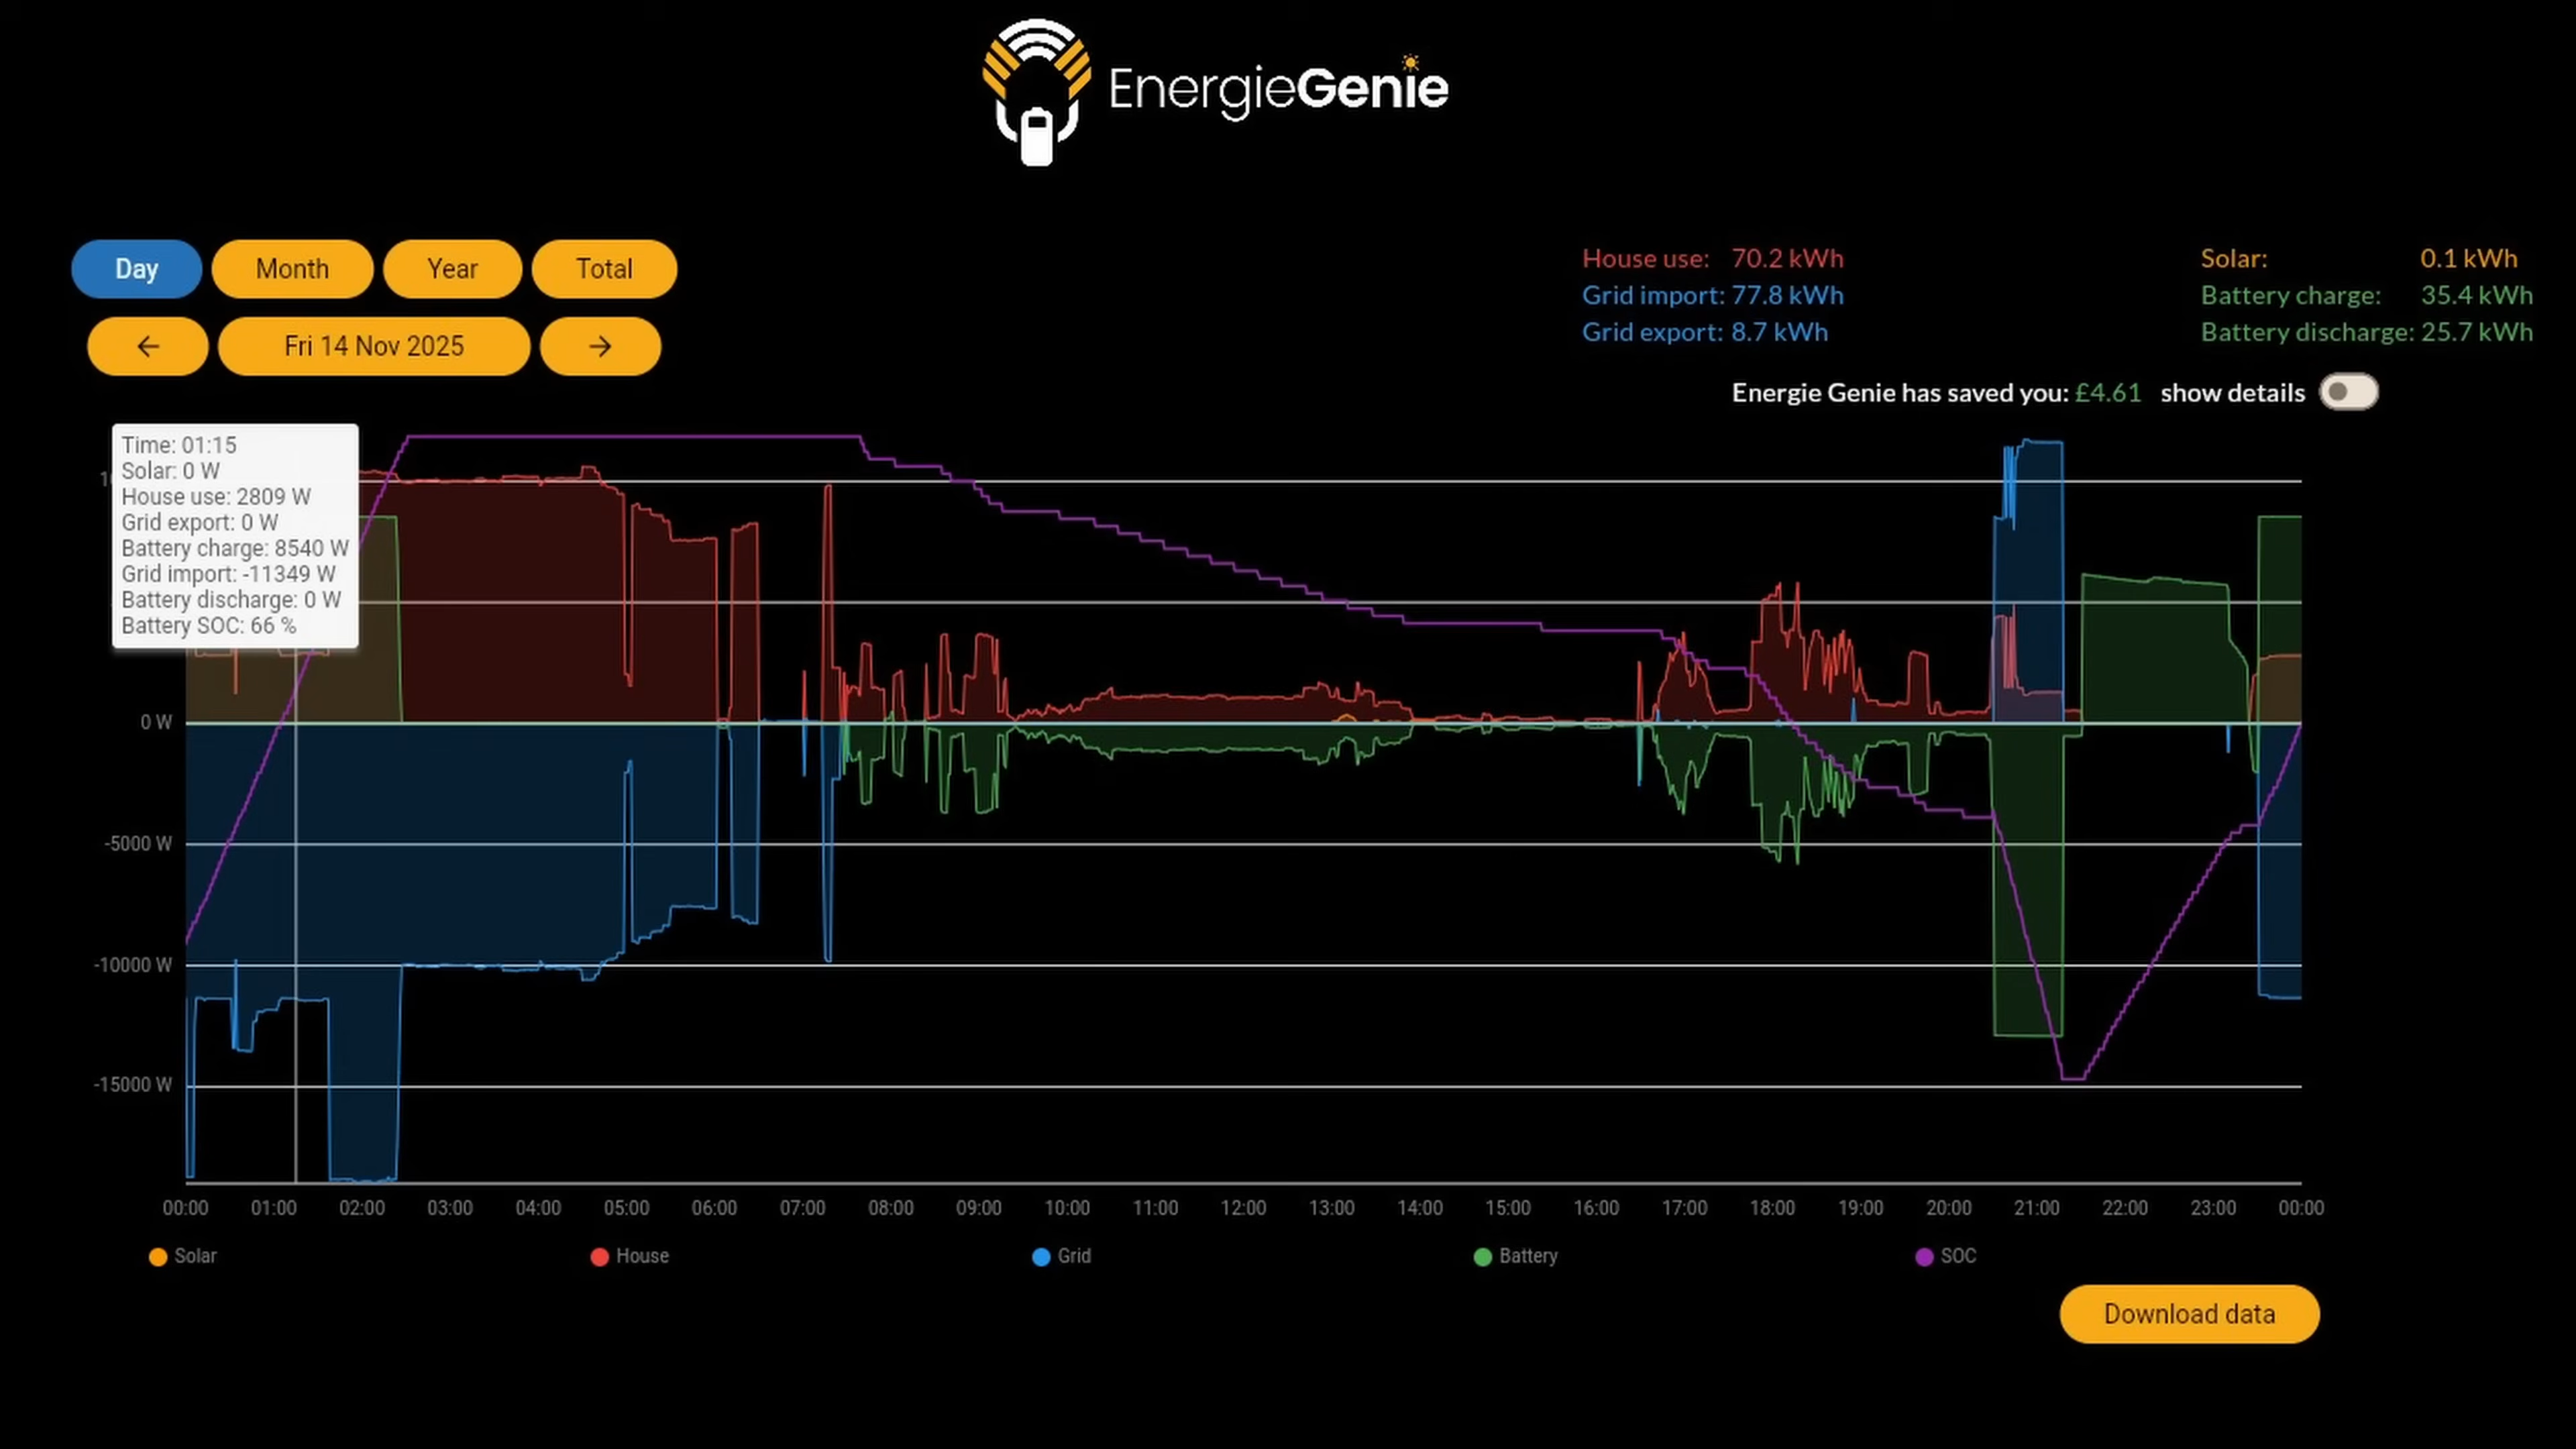 EnergieGenie
Day Month Year Total
← Fri 14 Nov 2025 →
House use: 70.2 kWh
Grid import: 77.8 kWh
Grid export: 8.7 kWh
Solar: 0.1 kWh
Battery charge: 35.4 kWh
Battery discharge: 25.7 kWh
Energie Genie has saved you: £4.61 show details
Time: 01:15
Solar: 0 W
House use: 2809 W
Grid export: 0 W
Battery charge: 8540 W
Grid import: -11349 W
Battery discharge: 0 W
Battery SOC: 66 %
0 W
-5000 W
-10000 W
-15000 W
00:00 01:00 02:00 03:00 04:00 05:00 06:00 07:00 08:00 09:00 10:00 11:00 12:00 13:00 14:00 15:00 16:00 17:00 18:00 19:00 20:00 21:00 22:00 23:00 00:00
Solar House Grid Battery SOC
Download data